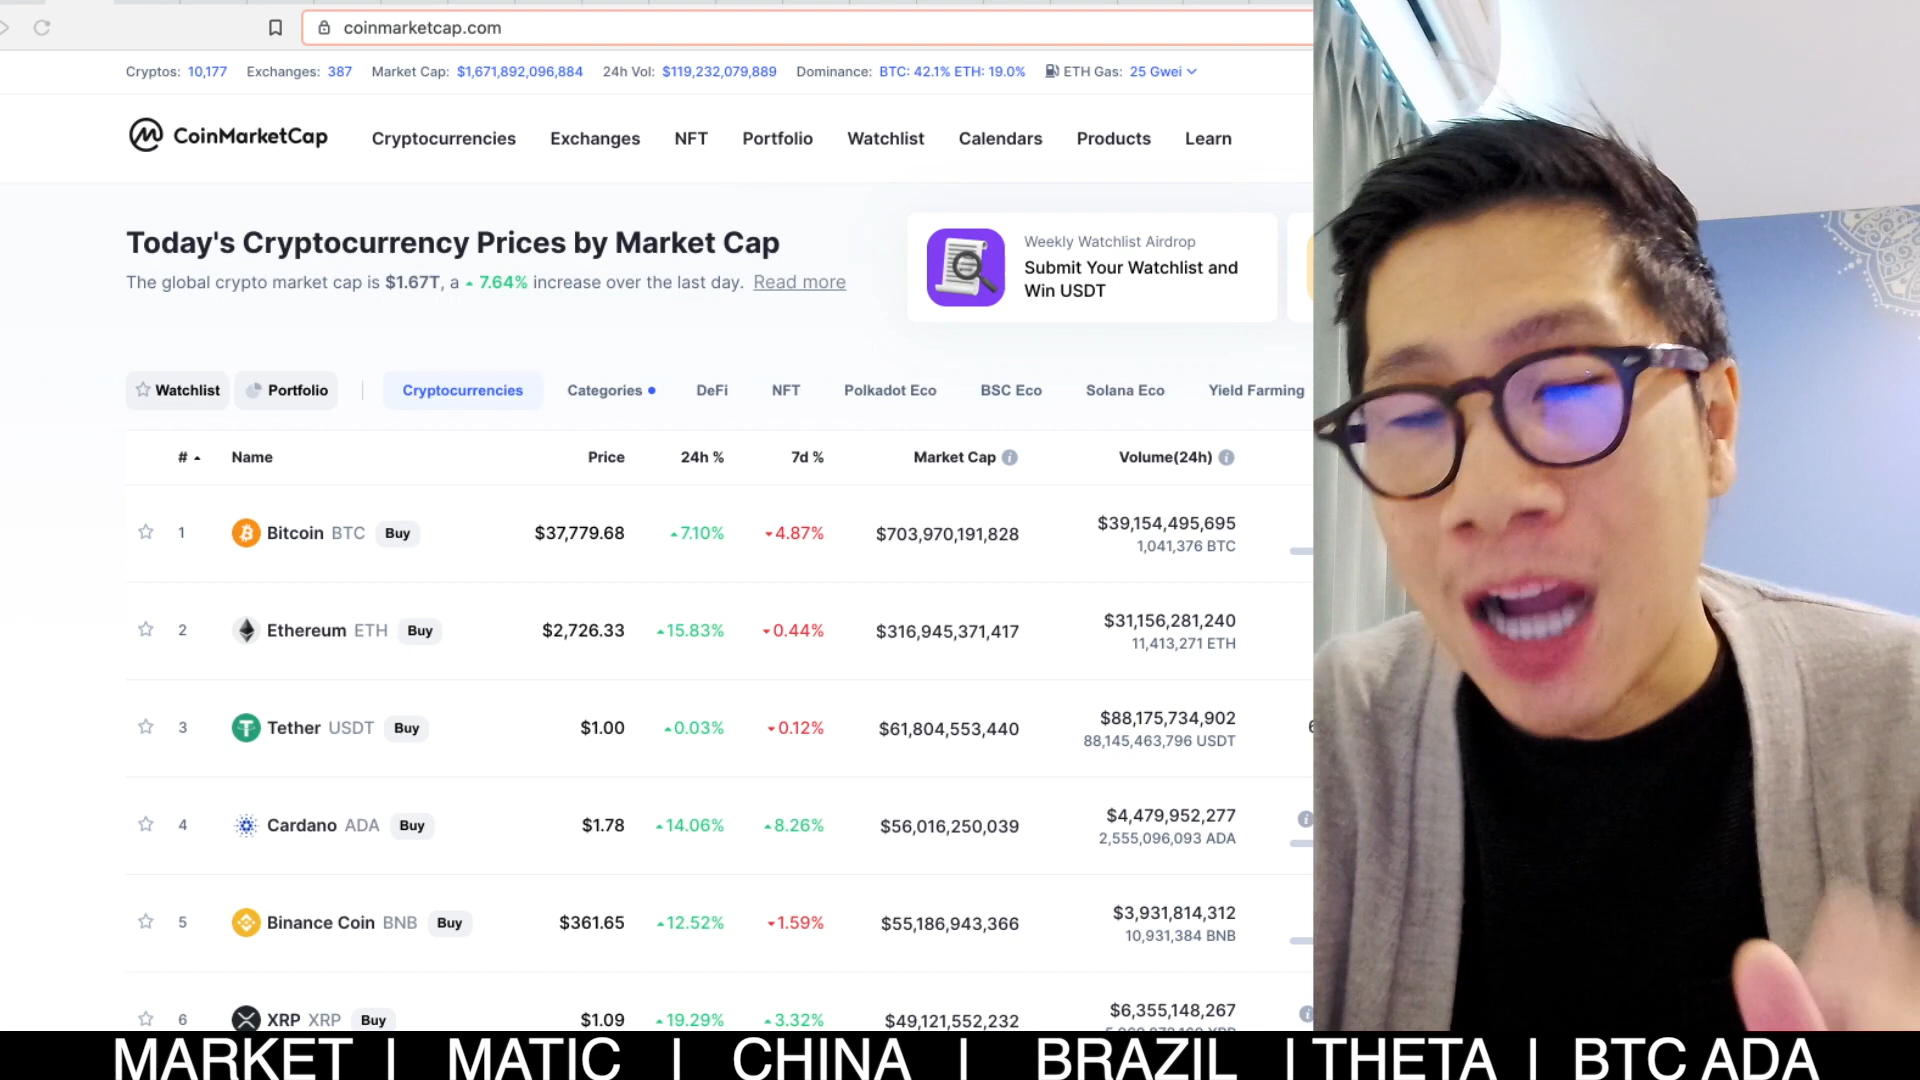 coinmarketcap.com
Cryptos: 10,177 Exchanges: 387 Market Cap: $1,671,892,096,884 24h Vol: $119,232,079,889 Dominance: BTC: 42.1% ETH: 19.0% ETH Gas: 25 Gwei
CoinMarketCap Cryptocurrencies Exchanges NFT Portfolio Watchlist Calendars Products Learn
Today's Cryptocurrency Prices by Market Cap
The global crypto market cap is $1.67T, a 7.64% increase over the last day. Read more
Weekly Watchlist Airdrop
Submit Your Watchlist and
Win USDT
Watchlist Portfolio Cryptocurrencies Categories DeFi NFT Polkadot Eco BSC Eco Solana Eco Yield Farming
# Name Price 24h % 7d % Market Cap Volume(24h)
1 Bitcoin BTC Buy $37,779.68 7.10% 4.87% $703,970,191,828 $39,154,495,695
1,041,376 BTC
2 Ethereum ETH Buy $2,726.33 15.83% 0.44% $316,945,371,417 $31,156,281,240
11,413,271 ETH
3 Tether USDT Buy $1.00 0.03% 0.12% $61,804,553,440 $88,175,734,902
88,145,463,796 USDT
4 Cardano ADA Buy $1.78 14.06% 8.26% $56,016,250,039 $4,479,952,277
2,555,096,093 ADA
5 Binance Coin BNB Buy $361.65 12.52% 1.59% $55,186,943,366 $3,931,814,312
10,931,384 BNB
6 XRP XRP Buy $1.09 19.29% 3.32% $49,121,552,232 $6,355,148,267
MARKET | MATIC | CHINA | BRAZIL | THETA | BTC ADA